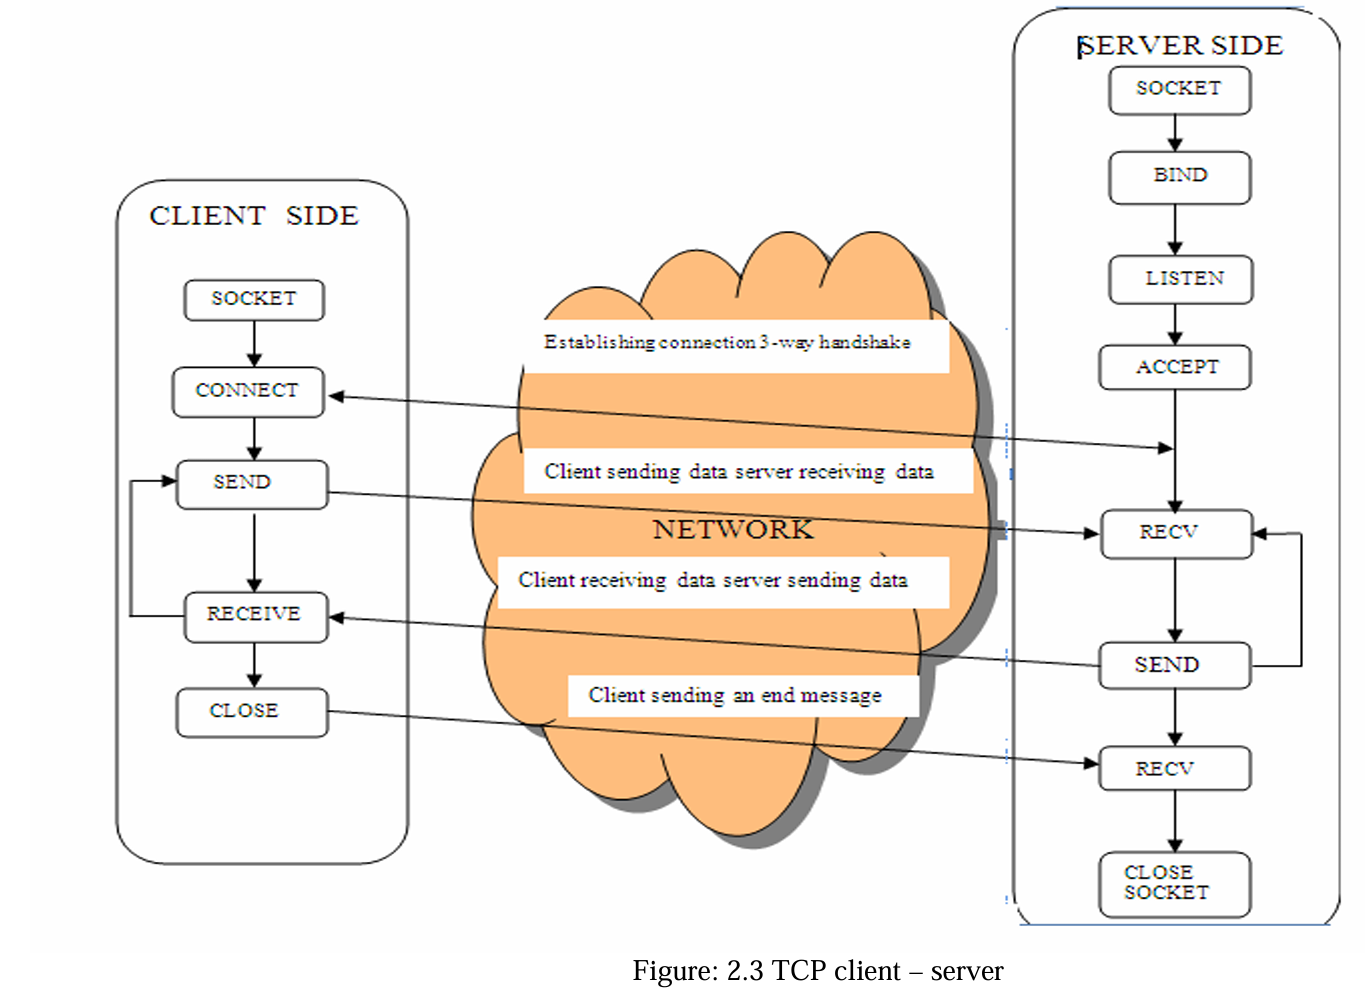 SERVER SIDE
SOCKET
BIND
LISTEN
ACCEPT
RECV
SEND
RECV
CLOSE
SOCKET
CLIENT SIDE
SOCKET
CONNECT
SEND
RECEIVE
CLOSE
Establishing connection 3-way handshake
Client sending data server receiving data
NETWORK
Client receiving data server sending data
Client sending an end message
Figure: 2.3 TCP client – server